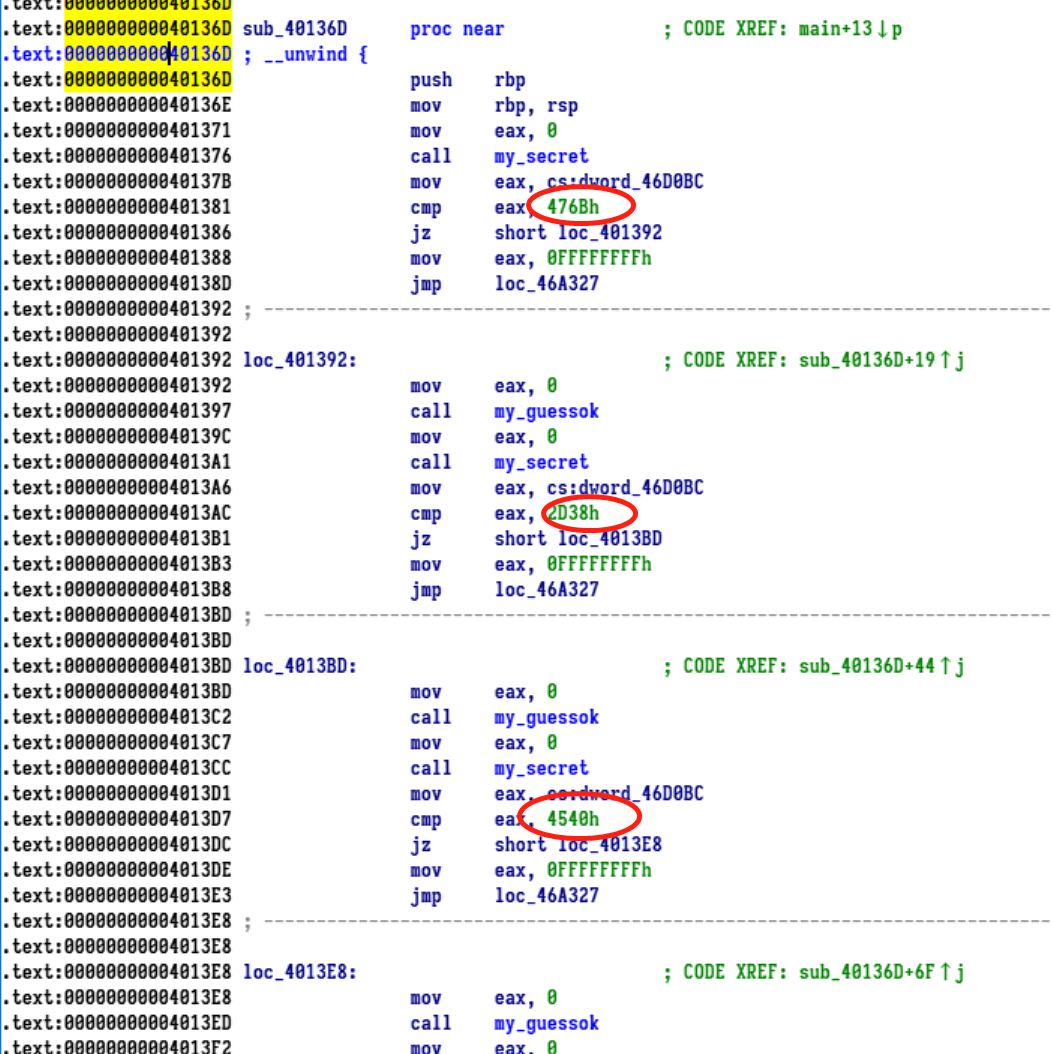 .text:000000000040136D
.text:000000000040136D sub_40136D proc near ; CODE XREF: main+13↓p
.text:000000000040136D ; __unwind {
.text:000000000040136D push rbp
.text:000000000040136E mov rbp, rsp
.text:0000000000401371 mov eax, 0
.text:0000000000401376 call my_secret
.text:000000000040137B mov eax, cs:dword_46D0BC
.text:0000000000401381 cmp eax, 476Bh
.text:0000000000401386 jz short loc_401392
.text:0000000000401388 mov eax, 0FFFFFFFFh
.text:000000000040138D jmp loc_46A327
.text:0000000000401392 ; ---------------------------------------------------------------------------
.text:0000000000401392
.text:0000000000401392 loc_401392: ; CODE XREF: sub_40136D+19↑j
.text:0000000000401392 mov eax, 0
.text:0000000000401397 call my_guessok
.text:000000000040139C mov eax, 0
.text:00000000004013A1 call my_secret
.text:00000000004013A6 mov eax, cs:dword_46D0BC
.text:00000000004013AC cmp eax, 2D38h
.text:00000000004013B1 jz short loc_4013BD
.text:00000000004013B3 mov eax, 0FFFFFFFFh
.text:00000000004013B8 jmp loc_46A327
.text:00000000004013BD ; ---------------------------------------------------------------------------
.text:00000000004013BD
.text:00000000004013BD loc_4013BD: ; CODE XREF: sub_40136D+44↑j
.text:00000000004013BD mov eax, 0
.text:00000000004013C2 call my_guessok
.text:00000000004013C7 mov eax, 0
.text:00000000004013CC call my_secret
.text:00000000004013D1 mov eax, cs:dword_46D0BC
.text:00000000004013D7 cmp eax, 4540h
.text:00000000004013DC jz short loc_4013E8
.text:00000000004013DE mov eax, 0FFFFFFFFh
.text:00000000004013E3 jmp loc_46A327
.text:00000000004013E8 ; ---------------------------------------------------------------------------
.text:00000000004013E8
.text:00000000004013E8 loc_4013E8: ; CODE XREF: sub_40136D+6F↑j
.text:00000000004013E8 mov eax, 0
.text:00000000004013ED call my_guessok
.text:00000000004013F2 mov eax, 0